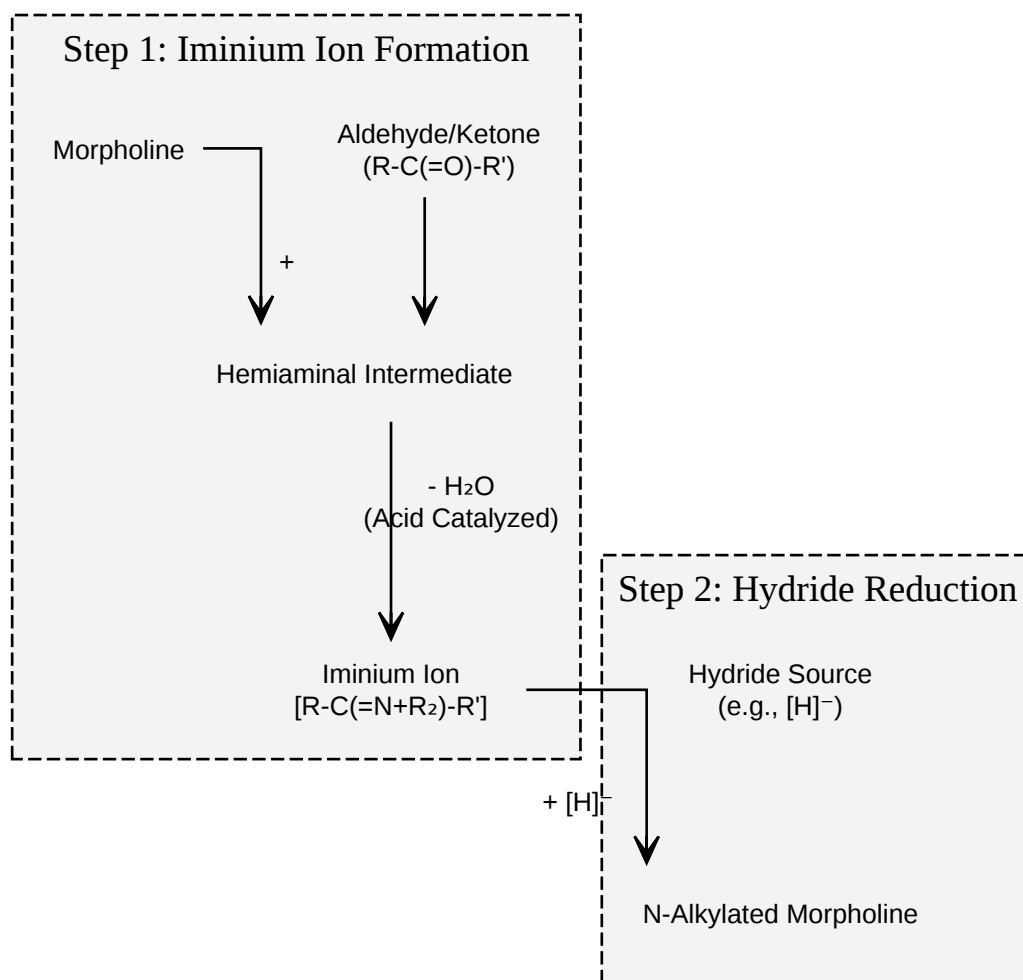 Step 1: Iminium Ion Formation
Morpholine
Aldehyde/Ketone
(R-C(=O)-R')
+
Hemiaminal Intermediate
- H₂O
(Acid Catalyzed)
Iminium Ion
[R-C(=N+R₂)-R']
Step 2: Hydride Reduction
Hydride Source
(e.g., [H]⁻)
+ [H]⁻
N-Alkylated Morpholine